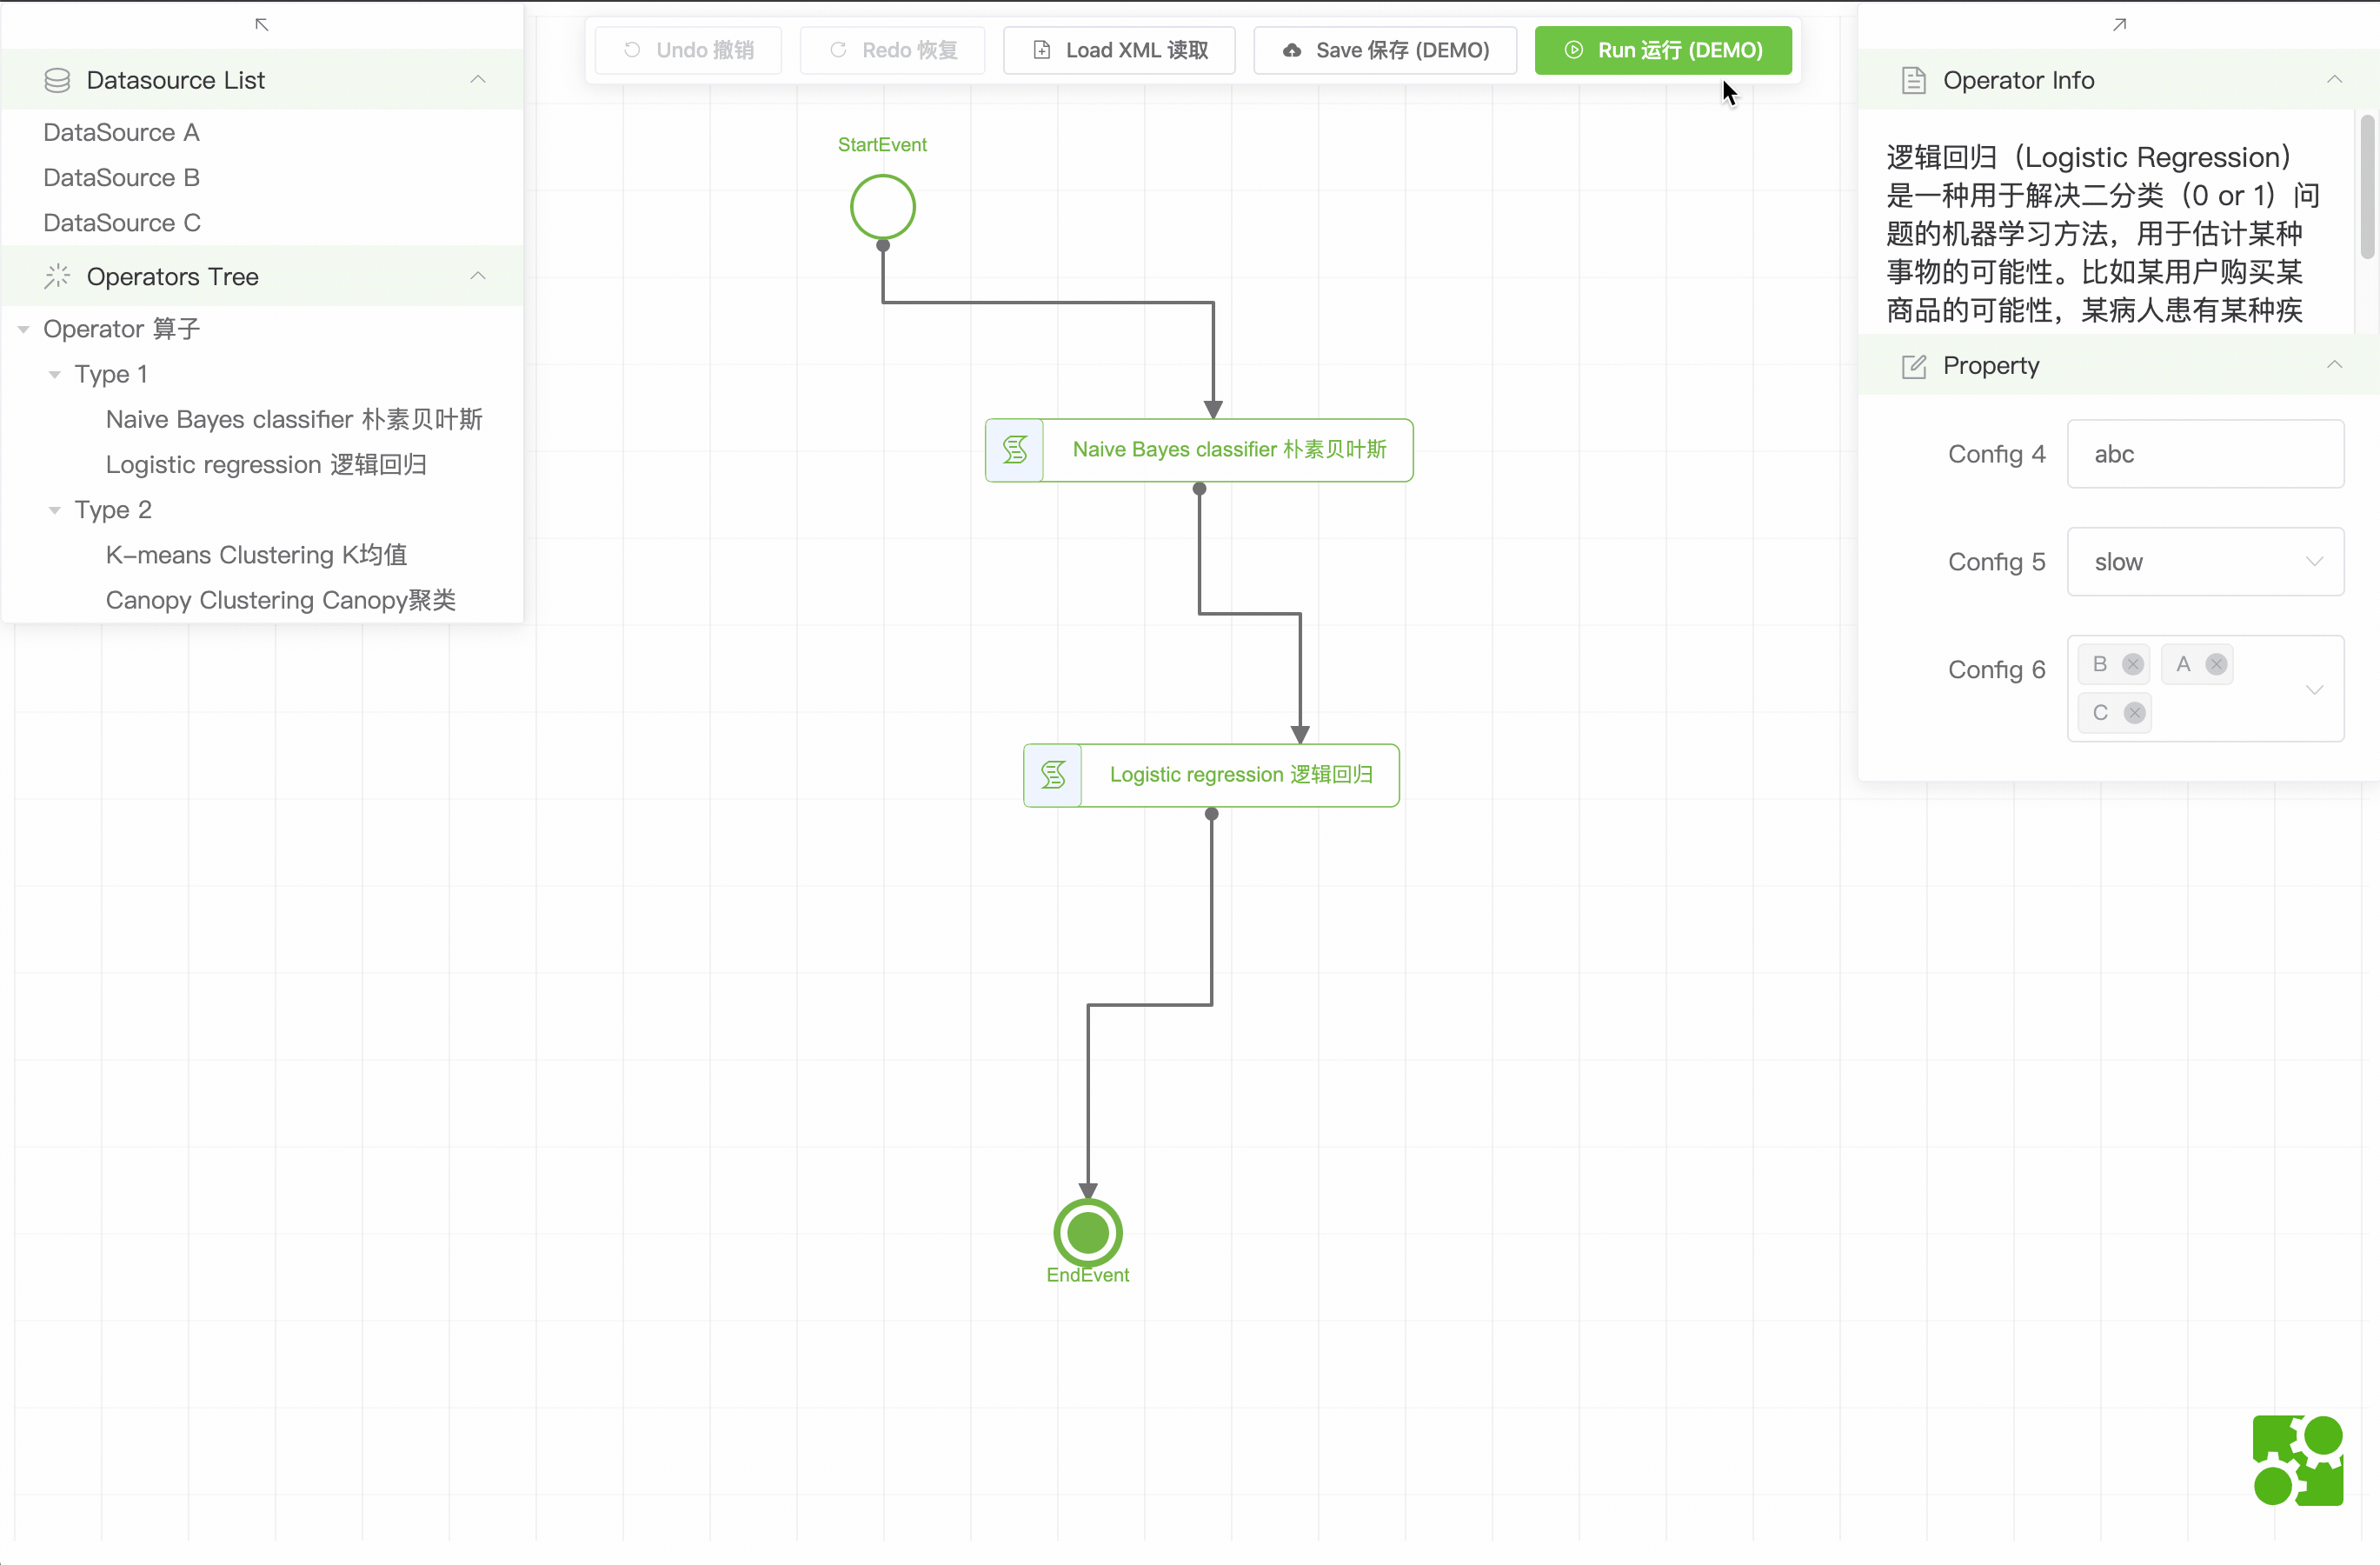 Datasource List
DataSource A
DataSource B
DataSource C
Operators Tree
Operator 算子
Type 1
Naive Bayes classifier 朴素贝叶斯
Logistic regression 逻辑回归
Type 2
K-means Clustering K均值
Canopy Clustering Canopy聚类
Undo 撤销
Redo 恢复
Load XML 读取
Save 保存 (DEMO)
Run 运行 (DEMO)
StartEvent
Naive Bayes classifier 朴素贝叶斯
Logistic regression 逻辑回归
EndEvent
Operator Info
逻辑回归（Logistic Regression）
是一种用于解决二分类（0 or 1）问
题的机器学习方法，用于估计某种
事物的可能性。比如某用户购买某
商品的可能性，某病人患有某种疾
Property
Config 4
abc
Config 5
slow
Config 6
B
A
C